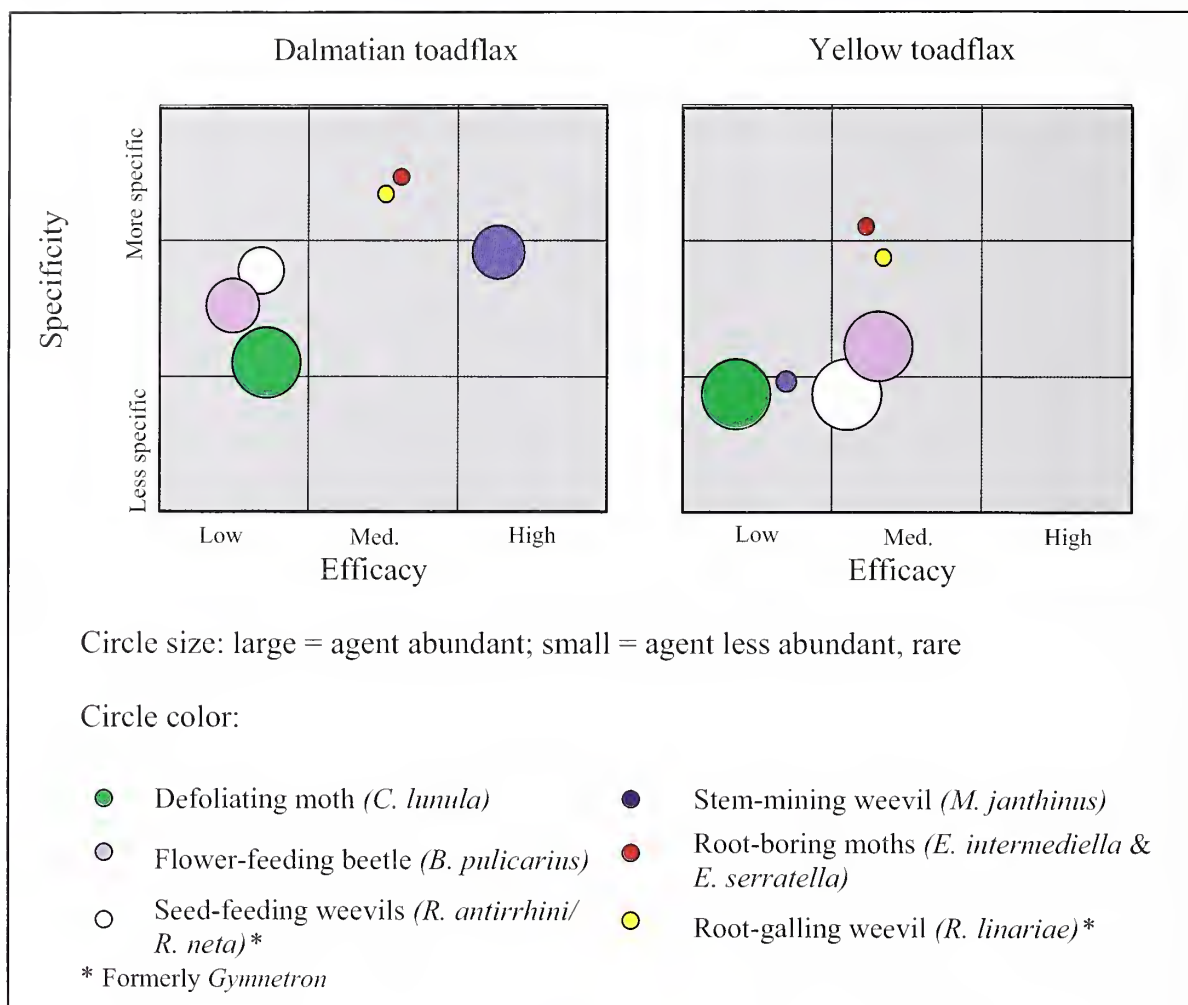 Dalmatian toadflax
Yellow toadflax
Specificity
More specific
Less specific
Low Med. High
Efficacy
Low Med. High
Efficacy
Circle size: large = agent abundant; small = agent less abundant, rare
Circle color:
Defoliating moth (C. lunula)
Flower-feeding beetle (B. pulicarius)
Seed-feeding weevils (R. antirrhini/
R. neta)*
* Formerly Gymnetron
Stem-mining weevil (M. janthinus)
Root-boring moths (E. intermediella &
E. serratella)
Root-galling weevil (R. linariae)*